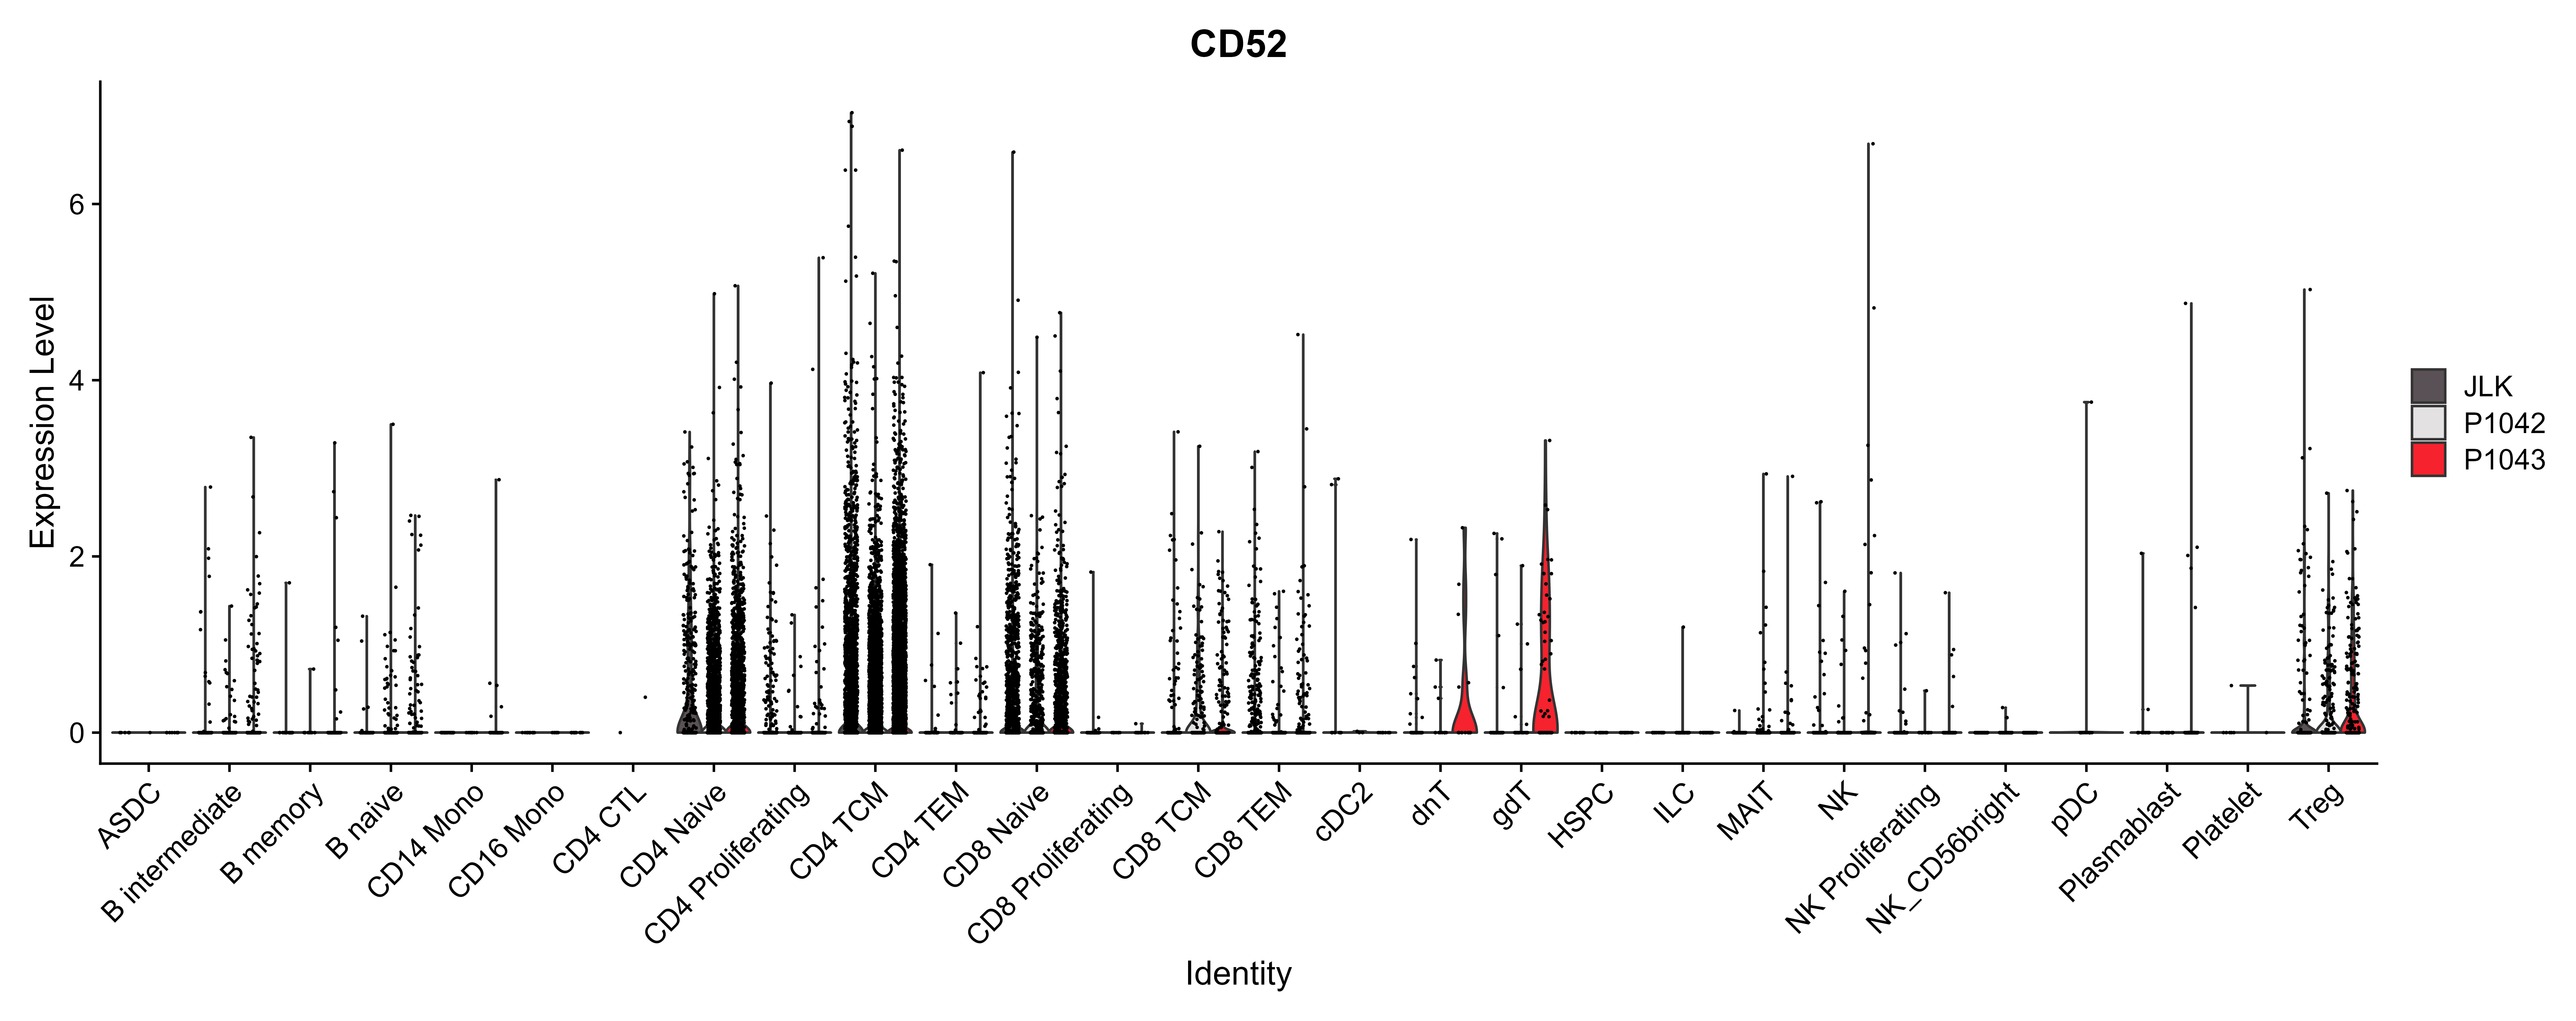 CD52
Expression Level
6
4
2
0
ASDC
B intermediate
B memory
B naive
CD14 Mono
CD16 Mono
CD4 CTL
CD4 Naive
CD4 Proliferating
CD4 TCM
CD4 TEM
CD8 Naive
CD8 Proliferating
CD8 TCM
CD8 TEM
cDC2
dnT
gdT
HSPC
ILC
MAIT
NK
NK Proliferating
NK_CD56bright
pDC
Plasmablast
Platelet
Treg
Identity
JLK
P1042
P1043